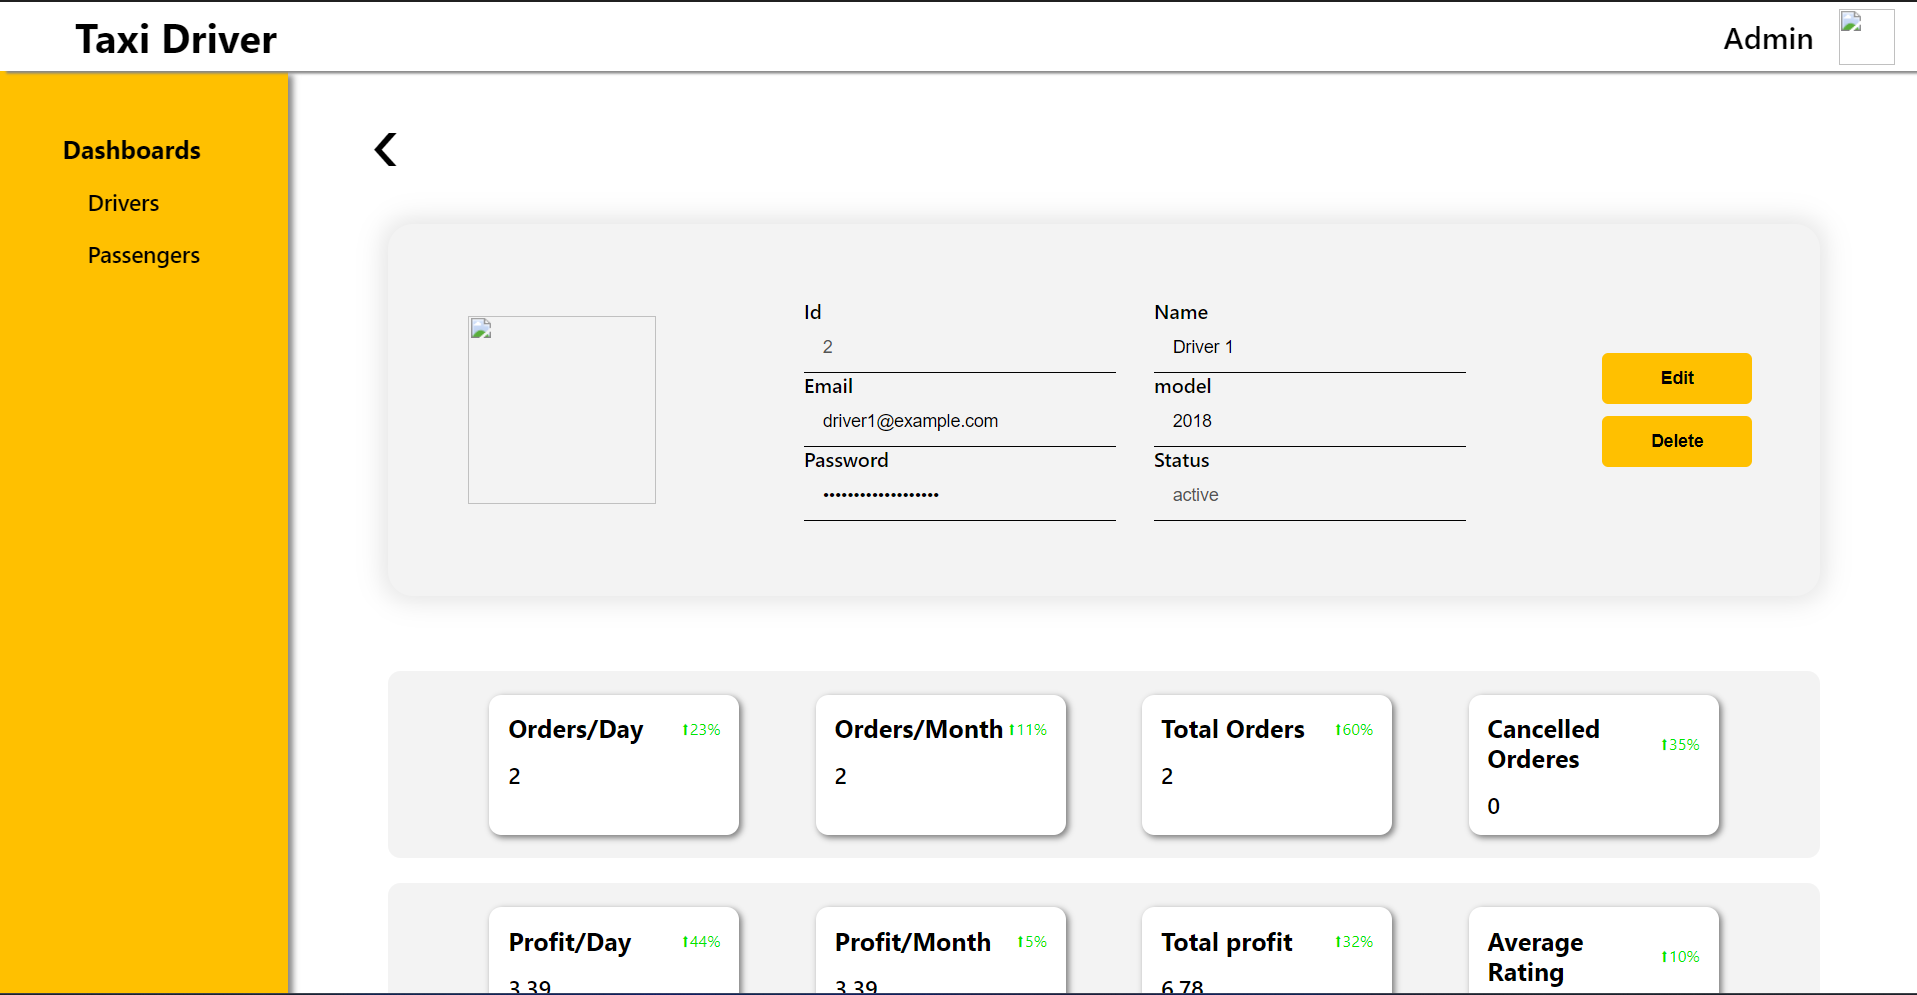 Taxi Driver
Admin
Dashboards
Drivers
Passengers
Id
2
Name
Driver 1
Email
driver1@example.com
model
2018
Password
•••••••••••••••••••
Status
active
Edit
Delete
Orders/Day ⬆23%
2
Orders/Month ⬆11%
2
Total Orders ⬆60%
2
Cancelled
Orderes
⬆35%
0
Profit/Day ⬆44%
3.39
Profit/Month ⬆5%
3.39
Total profit ⬆32%
6.78
Average
Rating
⬆10%